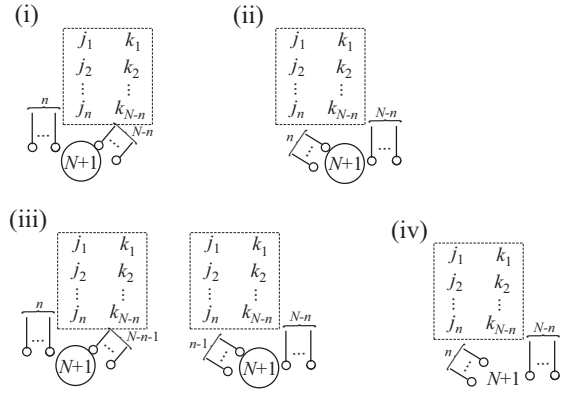 (i)
j1 k1
j2 k2
⋮ ⋮
jn kN-n
n ... N-n ...
N+1
(ii)
j1 k1
j2 k2
⋮ ⋮
jn kN-n
n ... N-n ...
N+1
(iii)
j1 k1
j2 k2
⋮ ⋮
jn kN-n
n ... N-n-1 ...
N+1
j1 k1
j2 k2
⋮ ⋮
jn kN-n
n-1 ... N-n ...
N+1
(iv)
j1 k1
j2 k2
⋮ ⋮
jn kN-n
n ... N-n ...
N+1